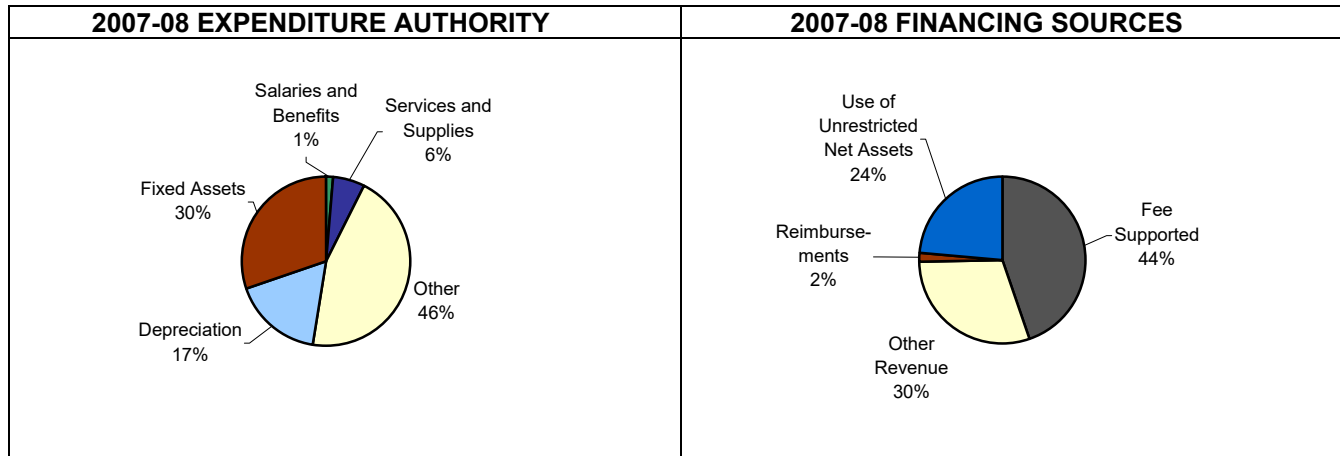 2007-08 EXPENDITURE AUTHORITY
Salaries and
Benefits
1%
Services and
Supplies
6%
Fixed Assets
30%
Other
46%
Depreciation
17%
2007-08 FINANCING SOURCES
Use of
Unrestricted
Net Assets
24%
Fee
Supported
44%
Reimburse-
ments
2%
Other
Revenue
30%